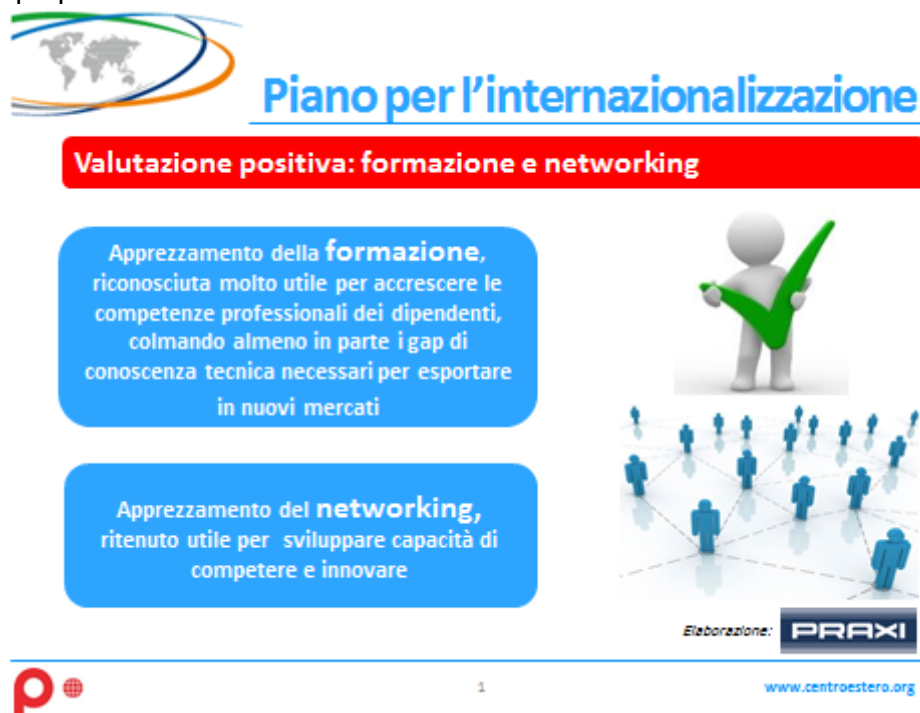 Piano per l'internazionalizzazione
Valutazione positiva: formazione e networking
Apprezzamento della formazione,
riconosciuta molto utile per accrescere le
competenze professionali dei dipendenti,
colmando almeno in parte i gap di
conoscenza tecnica necessari per esportare
in nuovi mercati
Apprezzamento del networking,
ritenuto utile per sviluppare capacità di
competere e innovare
Elaborazione: PRAXI
1
www.centroestero.org